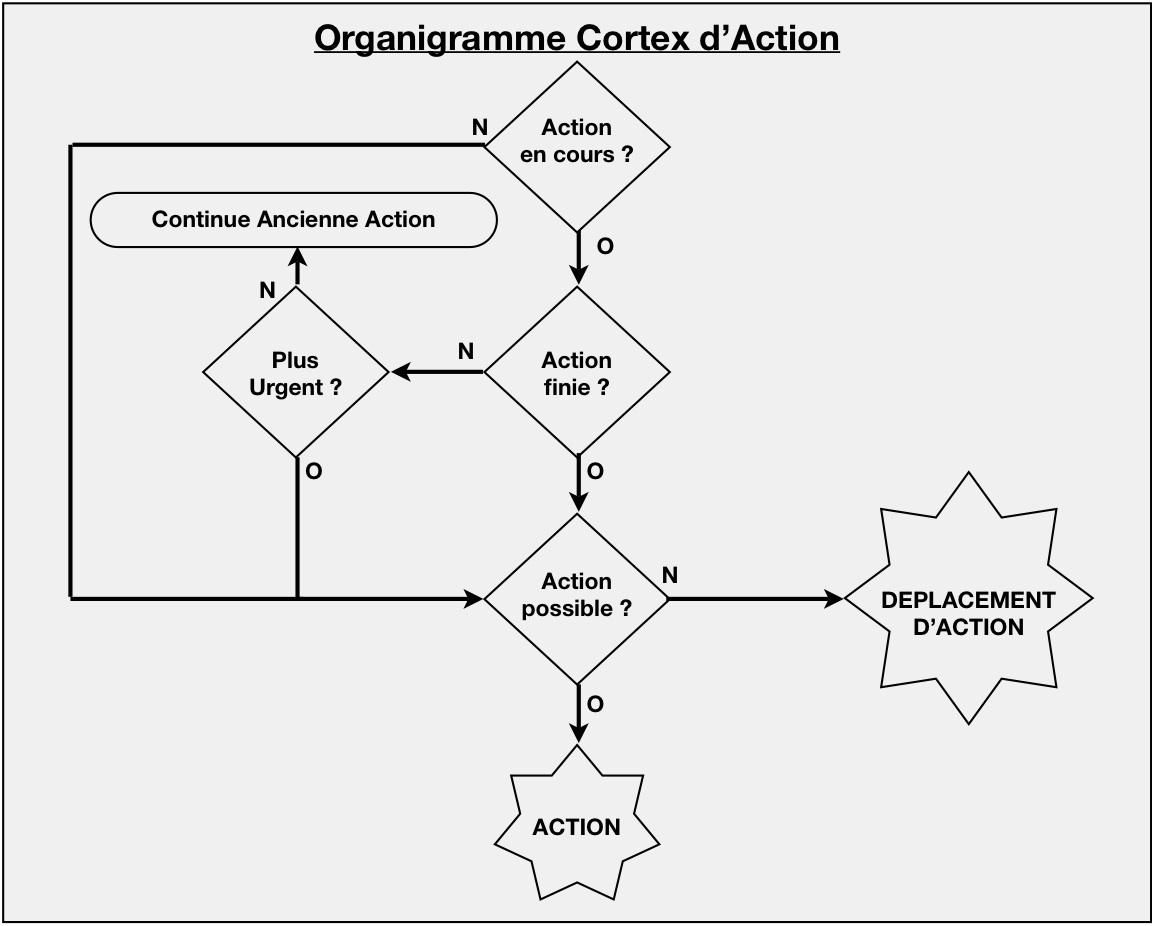 Organigramme Cortex d’Action
N
Action
en cours ?
Continue Ancienne Action
O
N
Plus
Urgent ?
N
Action
finie ?
O
O
Action
possible ?
N
DEPLACEMENT
D’ACTION
O
ACTION